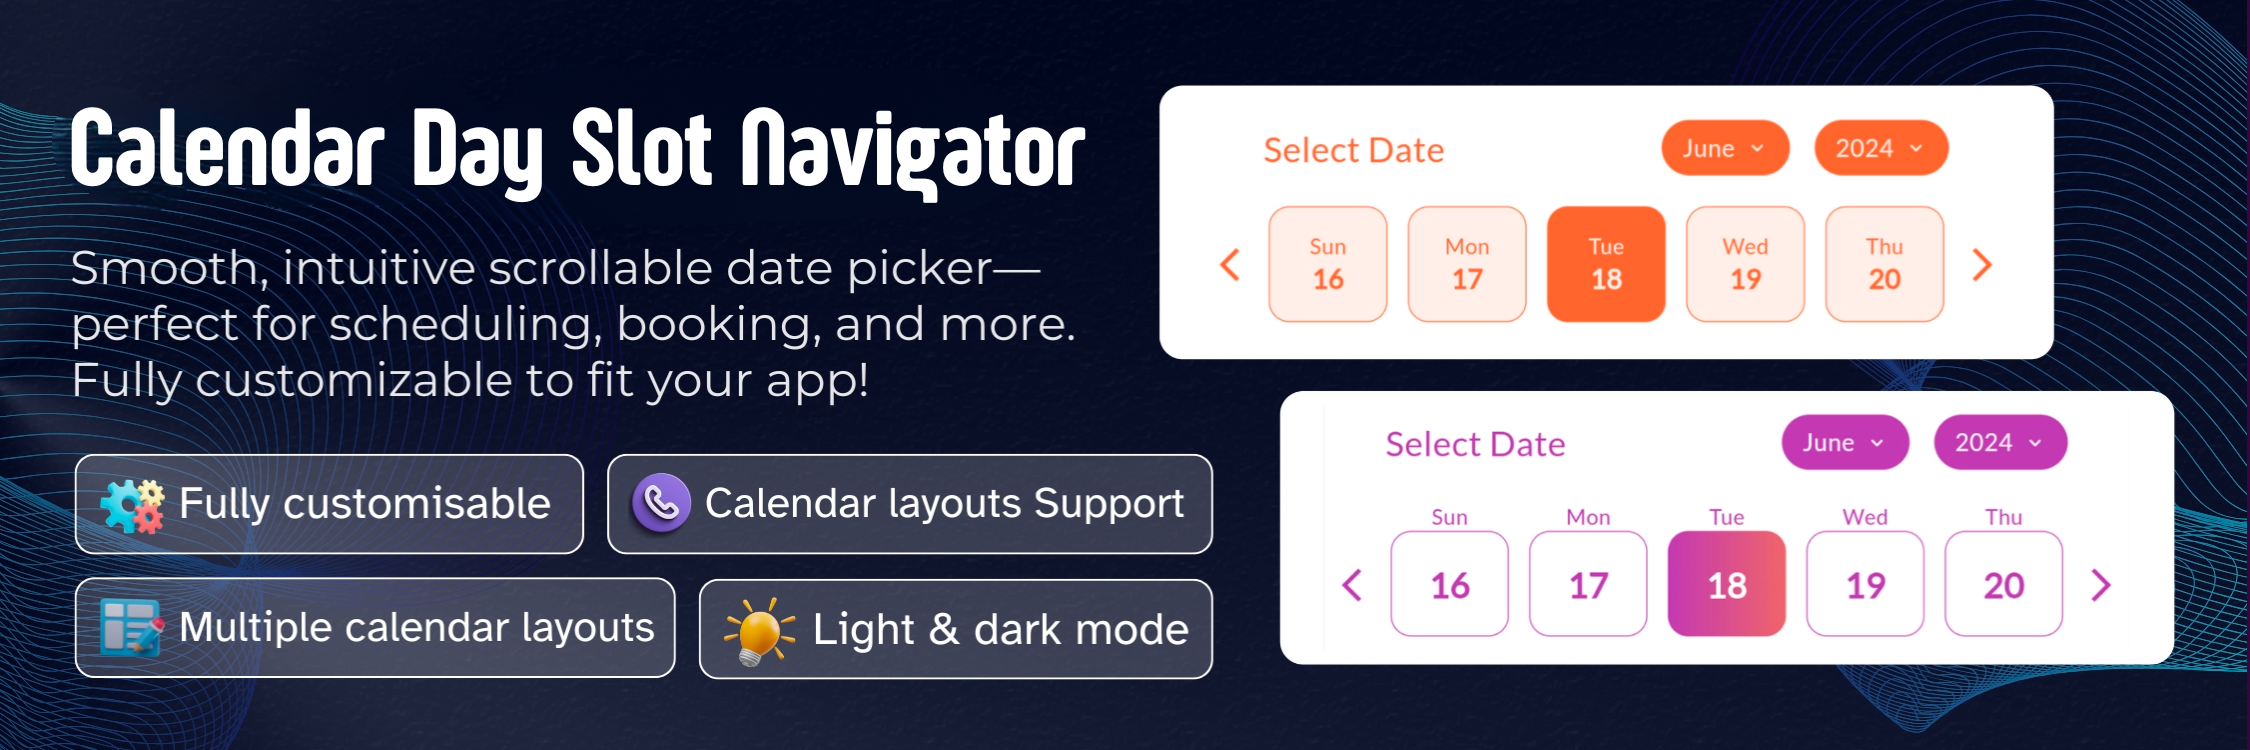 Calendar Day Slot Navigator
Smooth, intuitive scrollable date picker—
perfect for scheduling, booking, and more.
Fully customizable to fit your app!
Fully customisable
Calendar layouts Support
Multiple calendar layouts
Light & dark mode
Select Date June 2024
Sun Mon Tue Wed Thu
16 17 18 19 20
Select Date June 2024
Sun Mon Tue Wed Thu
16 17 18 19 20